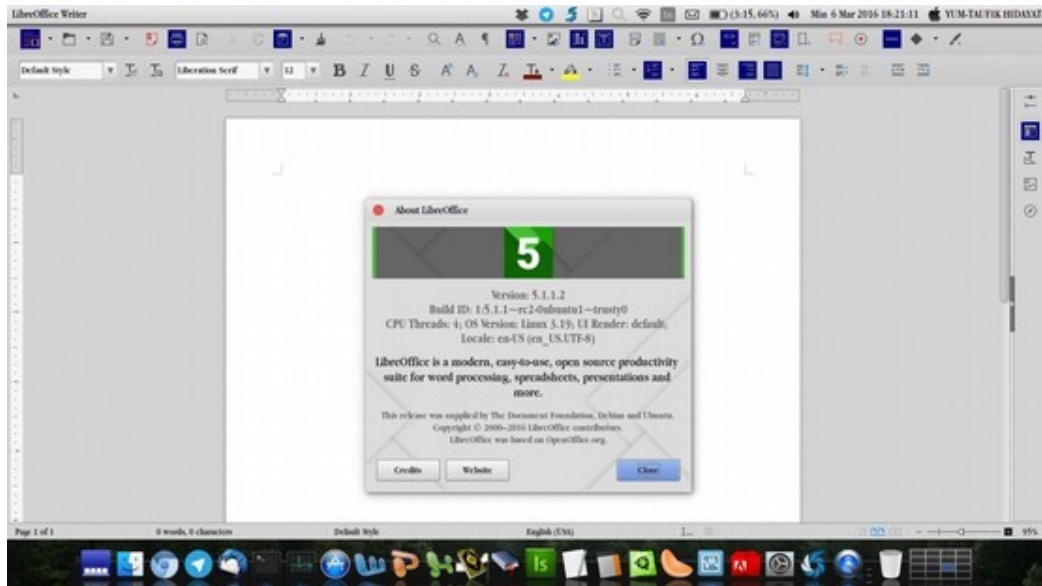 LibreOffice Writer
(3:15, 66%)
Min 6 Mar 2016 18:21:11
YUM-TAUFIK HIDAYAT
Default Style
Liberation Serif
12
B I U S
About LibreOffice
5
Version: 5.1.1.2
Build ID: 1:5.1.1~rc2-0ubuntu1~trusty0
CPU Threads: 4; OS Version: Linux 3.19; UI Render: default;
Locale: en-US (en_US.UTF-8)
LibreOffice is a modern, easy-to-use, open source productivity
suite for word processing, spreadsheets, presentations and
more.
This release was supplied by The Document Foundation, Debian and Ubuntu.
Copyright © 2000–2016 LibreOffice contributors.
LibreOffice was based on OpenOffice.org.
Credits
Website
Close
Page 1 of 1
0 words, 0 characters
Default Style
English (USA)
95%
ls